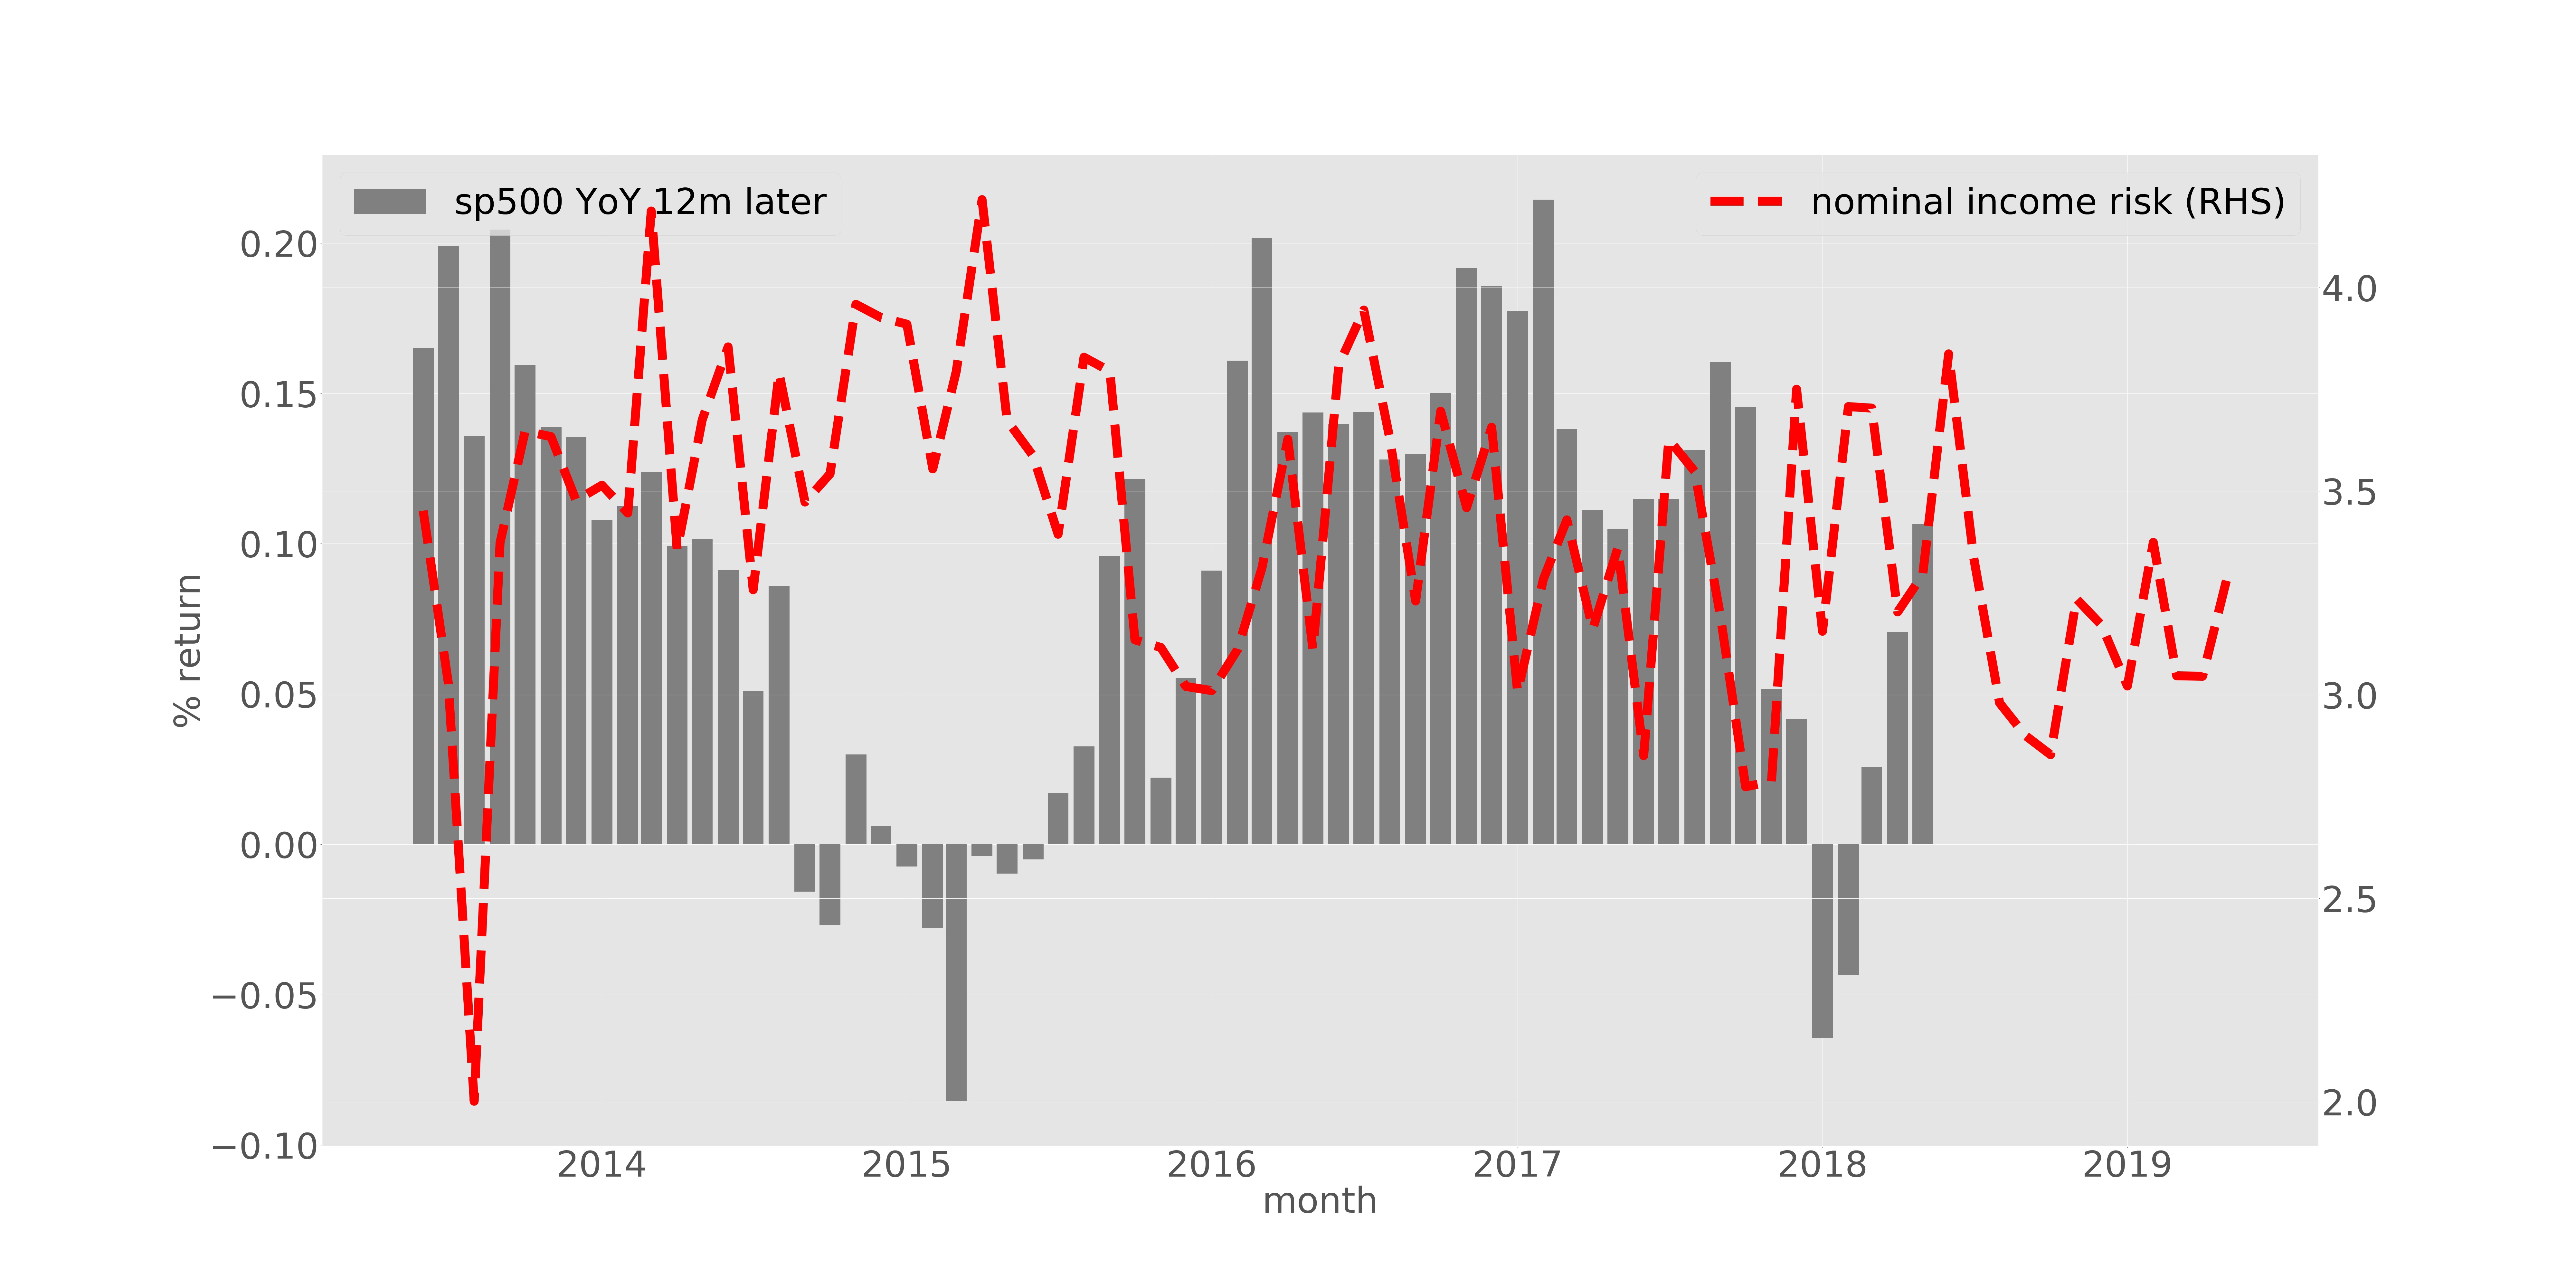 sp500 YoY 12m later
nominal income risk (RHS)
% return
0.20
0.15
0.10
0.05
0.00
−0.05
−0.10
4.0
3.5
3.0
2.5
2.0
2014 2015 2016 2017 2018 2019
month